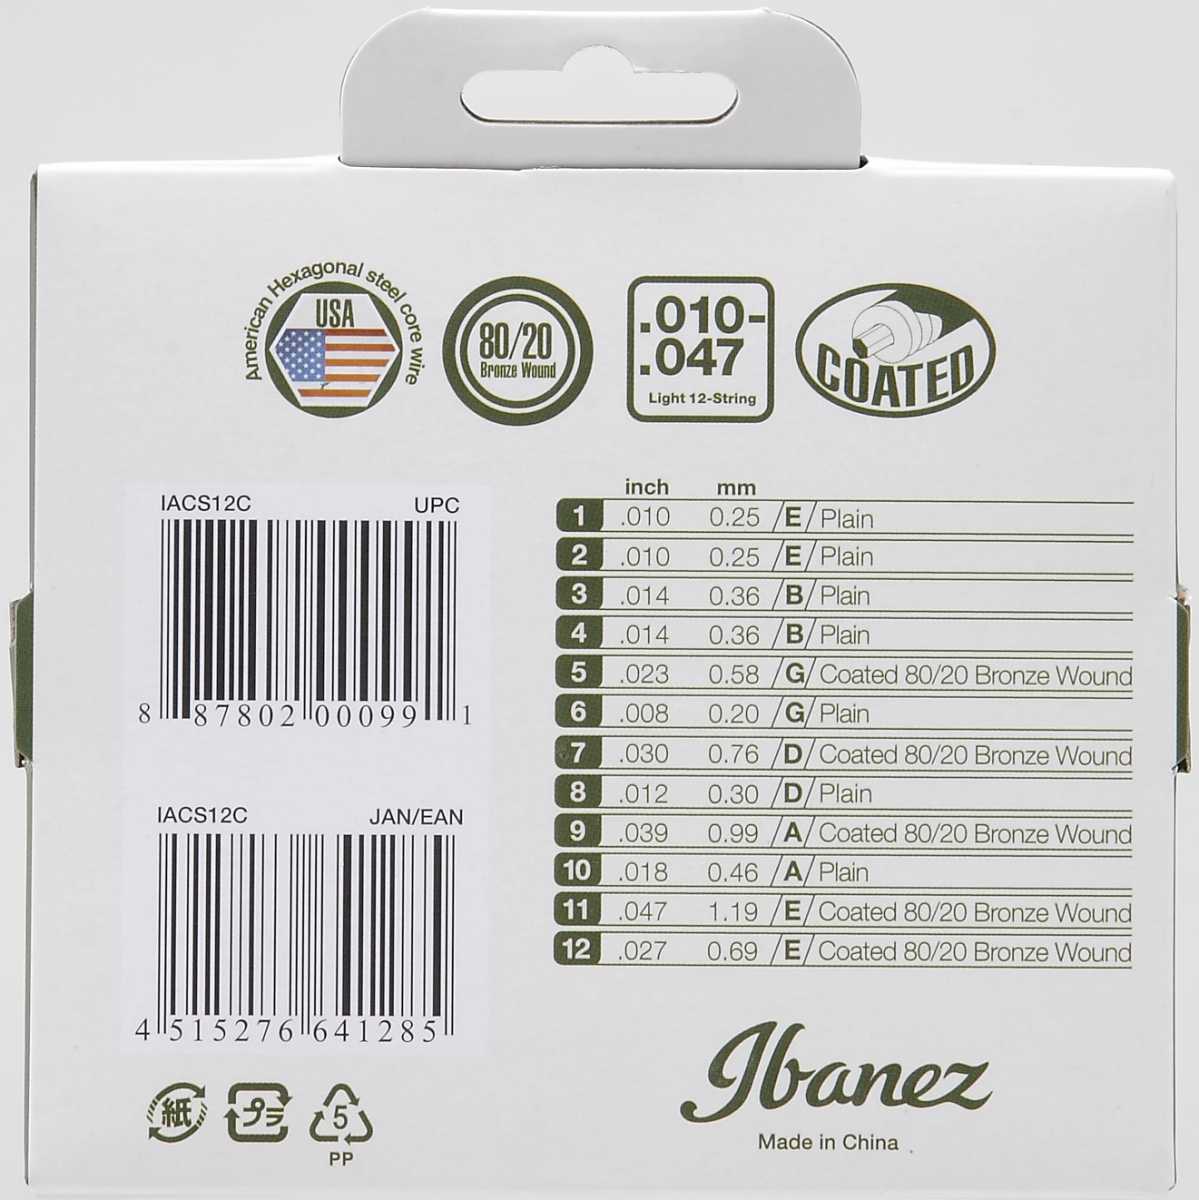 American Hexagonal steel core wire
USA
80/20
Bronze Wound
.010-
.047
Light 12-String
COATED
IACS12C UPC
8 87802 00099 1
IACS12C JAN/EAN
4 515276 641285
inch mm
1 .010 0.25 /E/ Plain
2 .010 0.25 /E/ Plain
3 .014 0.36 /B/ Plain
4 .014 0.36 /B/ Plain
5 .023 0.58 /G/ Coated 80/20 Bronze Wound
6 .008 0.20 /G/ Plain
7 .030 0.76 /D/ Coated 80/20 Bronze Wound
8 .012 0.30 /D/ Plain
9 .039 0.99 /A/ Coated 80/20 Bronze Wound
10 .018 0.46 /A/ Plain
11 .047 1.19 /E/ Coated 80/20 Bronze Wound
12 .027 0.69 /E/ Coated 80/20 Bronze Wound
紙 プラ 5
PP
Ibanez
Made in China